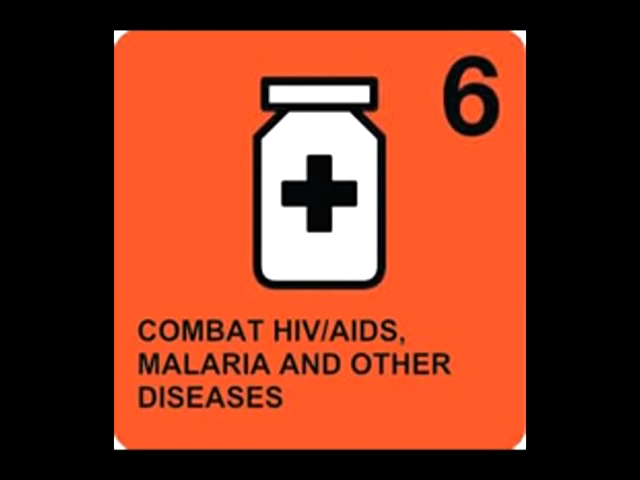 6
COMBAT HIV/AIDS,
MALARIA AND OTHER
DISEASES